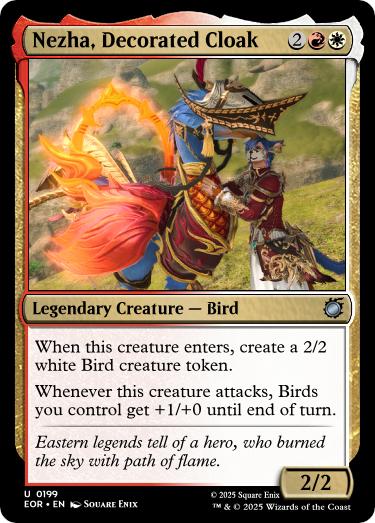 Nezha, Decorated Cloak 2
Legendary Creature — Bird
When this creature enters, create a 2/2
white Bird creature token.
Whenever this creature attacks, Birds
you control get +1/+0 until end of turn.
Eastern legends tell of a hero, who burned
the sky with path of flame.
2/2
U 0199
EOR • EN SQUARE ENIX
© 2025 Square Enix
™ & © 2025 Wizards of the Coast